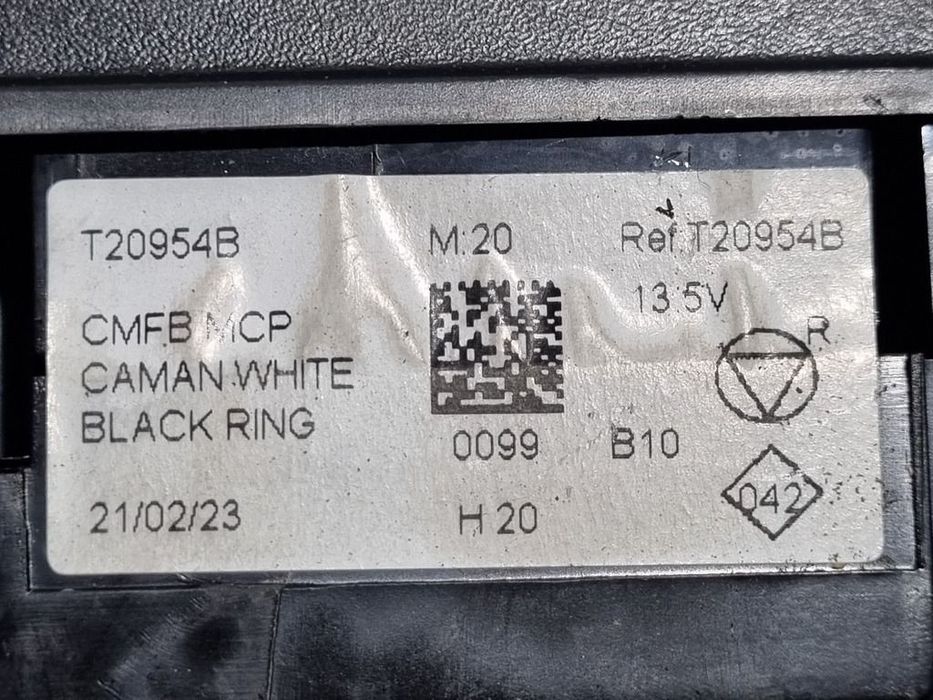 T20954B
CMFB MCP
CAMAN WHITE
BLACK RING
21/02/23
M:20
0099
H 20
Ref.T20954B
13.5V
R
B10
042